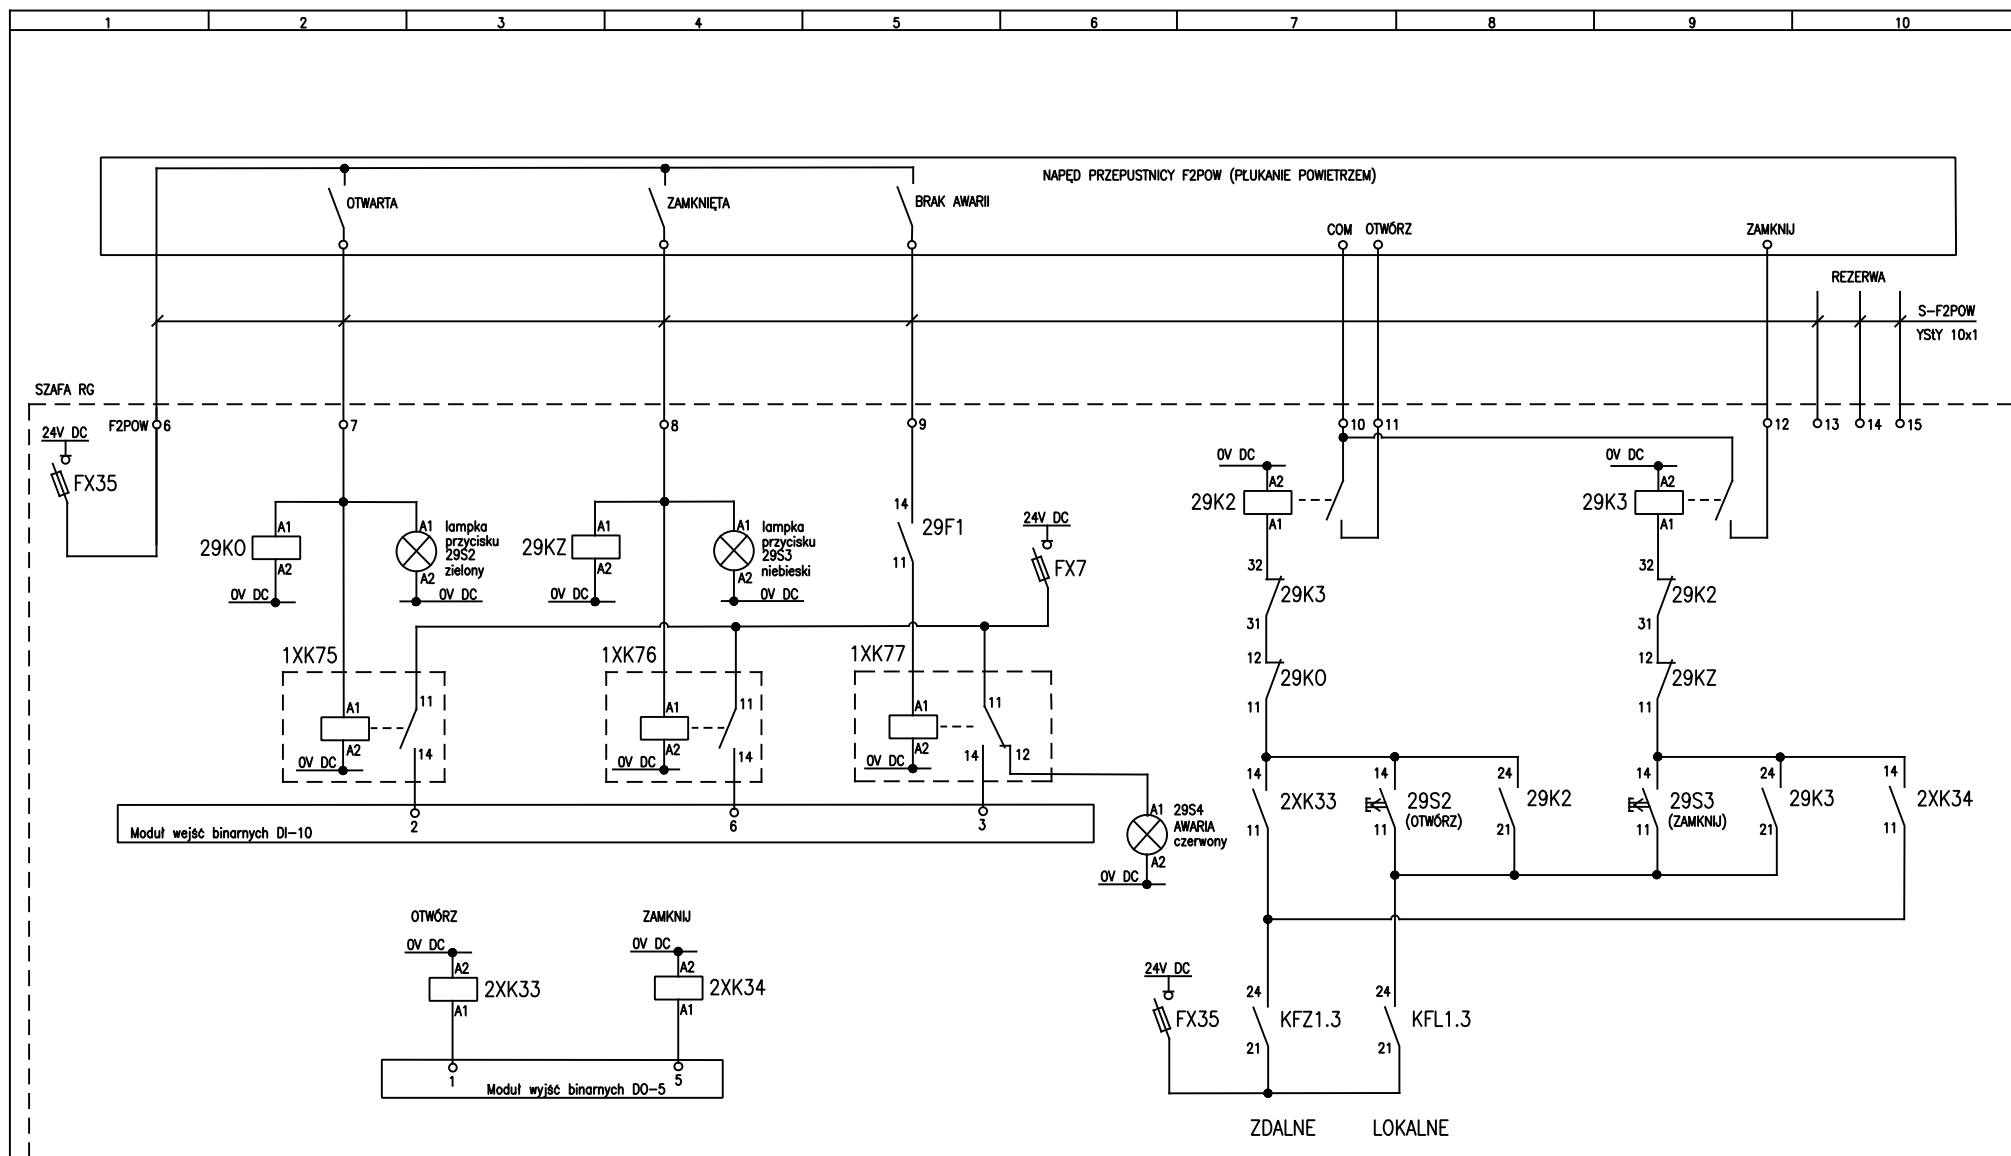 1 2 3 4 5 6 7 8 9 10
NAPĘD PRZEPUSTNICY F2POW (PŁUKANIE POWIETRZEM)
OTWARTA
ZAMKNIĘTA
BRAK AWARII
COM OTWÓRZ
ZAMKNIJ
REZERWA
S-F2POW
YStY 10x1
SZAFA RG
F2POW 6
7
8
9
10 11
12 13 14 15
24V DC
FX35
A1
29KO
A2
0V DC
A1
lampka
przycisku
29S2
zielony
A2
0V DC
A1
29KZ
A2
0V DC
A1
lampka
przycisku
29S3
niebieski
A2
0V DC
14
29F1
11
24V DC
FX7
0V DC
A2
29K2
A1
32
29K3
31
12
29KO
11
0V DC
A2
29K3
A1
32
29K2
31
12
29KZ
11
1XK75
11
A1
A2
14
0V DC
1XK76
11
A1
A2
14
0V DC
1XK77
11
A1
A2
14
12
0V DC
Moduł wejść binarnych DI-10
2
6
3
A1
29S4
AWARIA
czerwony
A2
0V DC
14
2XK33
11
14
29S2
(OTWÓRZ)
11
24
29K2
21
14
29S3
(ZAMKNIJ)
11
24
29K3
21
14
2XK34
11
OTWÓRZ
0V DC
A2
2XK33
A1
ZAMKNIJ
0V DC
A2
2XK34
A1
1
5
Moduł wyjść binarnych DO-5
24V DC
FX35
24
KFZ1.3
21
24
KFL1.3
21
ZDALNE
LOKALNE